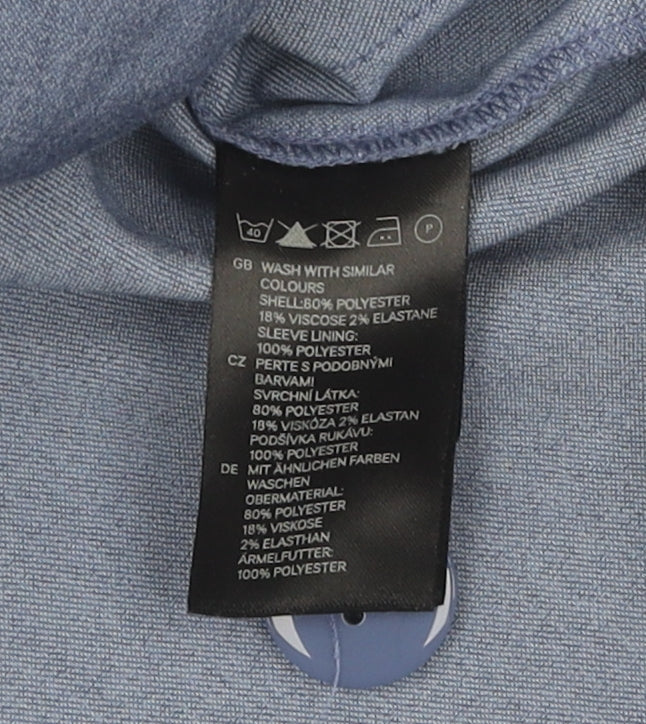 40 P
GB WASH WITH SIMILAR
COLOURS
SHELL:80% POLYESTER
18% VISCOSE 2% ELASTANE
SLEEVE LINING:
100% POLYESTER
CZ PERTE S PODOBNÝMI
BARVAMI
SVRCHNÍ LÁTKA:
80% POLYESTER
18% VISKÓZA 2% ELASTAN
PODŠÍVKA RUKÁVU:
100% POLYESTER
DE MIT ÄHNLICHEN FARBEN
WASCHEN
OBERMATERIAL:
80% POLYESTER
18% VISKOSE
2% ELASTHAN
ÄRMELFUTTER:
100% POLYESTER